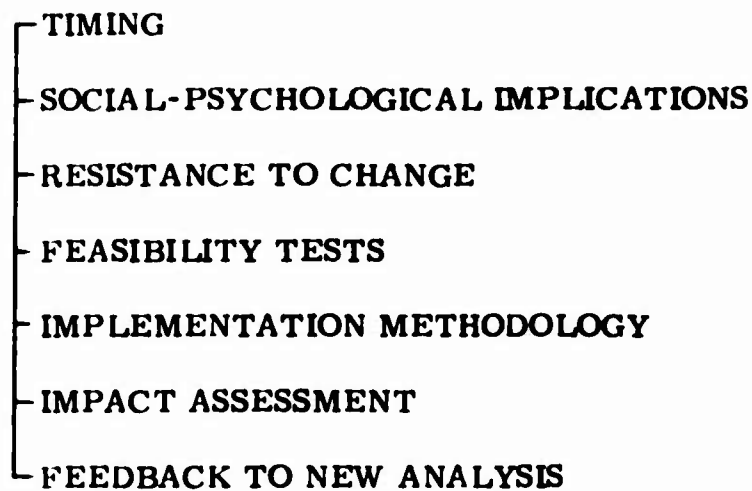 TIMING
SOCIAL-PSYCHOLOGICAL IMPLICATIONS
RESISTANCE TO CHANGE
FEASIBILITY TESTS
IMPLEMENTATION METHODOLOGY
IMPACT ASSESSMENT
FEEDBACK TO NEW ANALYSIS